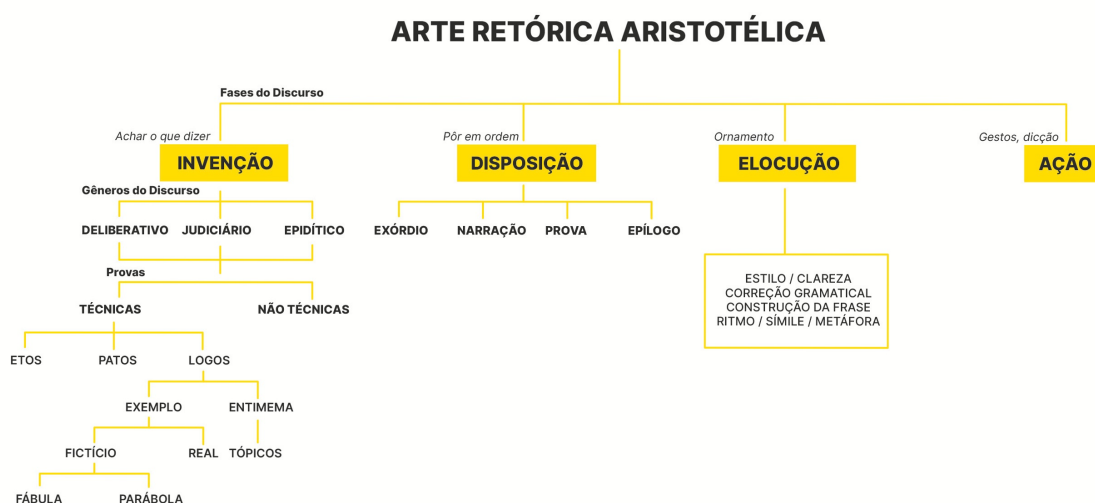 ARTE RETÓRICA ARISTOTÉLICA
Fases do Discurso
Achar o que dizer
Pôr em ordem
Ornamento
Gestos, dicção
INVENÇÃO
DISPOSIÇÃO
ELOCUÇÃO
AÇÃO
Gêneros do Discurso
DELIBERATIVO
JUDICIÁRIO
EPIDÍTICO
EXÓRDIO
NARRAÇÃO
PROVA
EPÍLOGO
Provas
TÉCNICAS
NÃO TÉCNICAS
ESTILO / CLAREZA
CORREÇÃO GRAMATICAL
CONSTRUÇÃO DA FRASE
RITMO / SÍMILE / METÁFORA
ETOS
PATOS
LOGOS
EXEMPLO
ENTIMEMA
FICTÍCIO
REAL
TÓPICOS
FÁBULA
PARÁBOLA